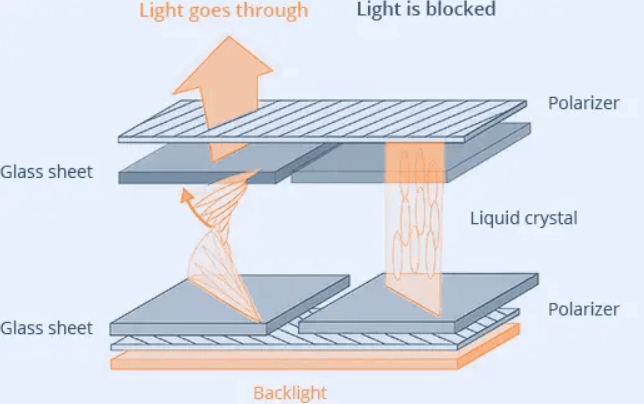 Light goes through
Light is blocked
Polarizer
Glass sheet
Liquid crystal
Glass sheet
Polarizer
Backlight